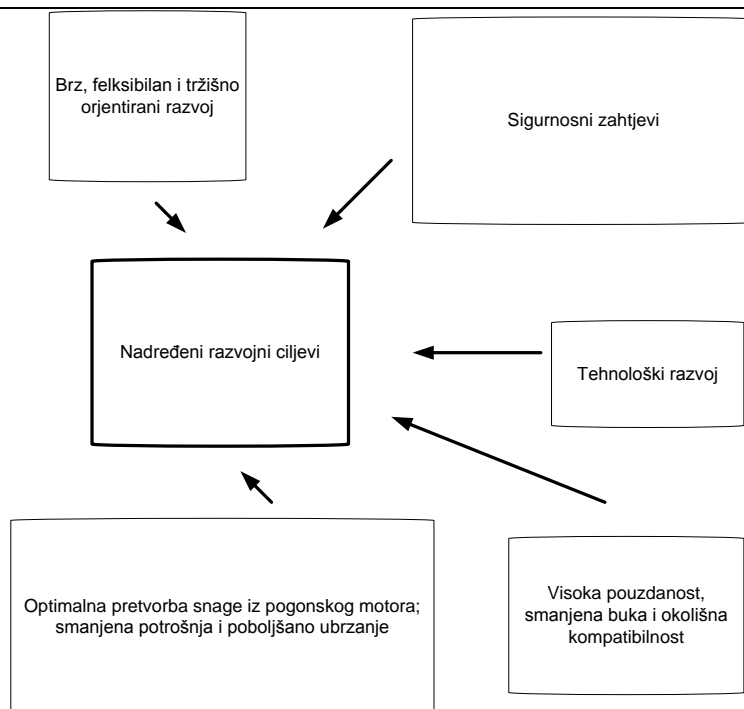 Brz, felksibilan i tržišno
orjentirani razvoj
Sigurnosni zahtjevi
Nadređeni razvojni ciljevi
Tehnološki razvoj
Optimalna pretvorba snage iz pogonskog motora;
smanjena potrošnja i poboljšano ubrzanje
Visoka pouzdanost,
smanjena buka i okolišna
kompatibilnost